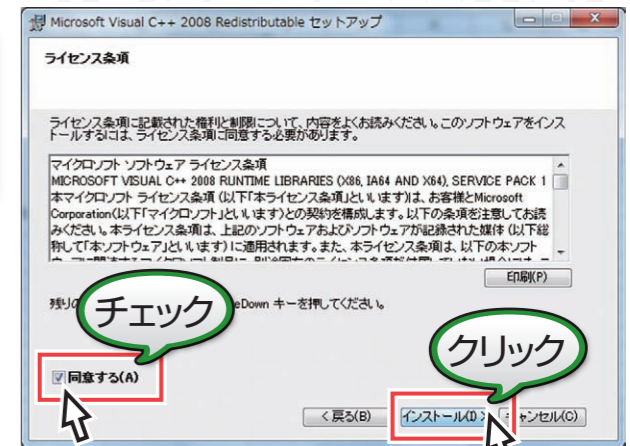 Microsoft Visual C++ 2008 Redistributable セットアップ
ライセンス条項
ライセンス条項に記載された権利と制限について、内容をよくお読みください。このソフトウェアをインス
トールするには、ライセンス条項に同意する必要があります。
マイクロソフト ソフトウェア ライセンス条項
MICROSOFT VISUAL C++ 2008 RUNTIME LIBRARIES (X86, IA64 AND X64), SERVICE PACK 1
本マイクロソフト ライセンス条項 (以下「本ライセンス条項」といいます)は、お客様とMicrosoft
Corporation(以下「マイクロソフト」といいます)との契約を構成します。以下の条項を注意してお読
みください。本ライセンス条項は、上記のソフトウェアおよびソフトウェアが記録された媒体 (以下総
称して「本ソフトウェア」といいます) に適用されます。また、本ライセンス条項は、以下の本ソフト
印刷(P)
残りの
eDown キーを押してください。
チェック
クリック
同意する(A)
< 戻る(B)
インストール(I) >
キャンセル(C)